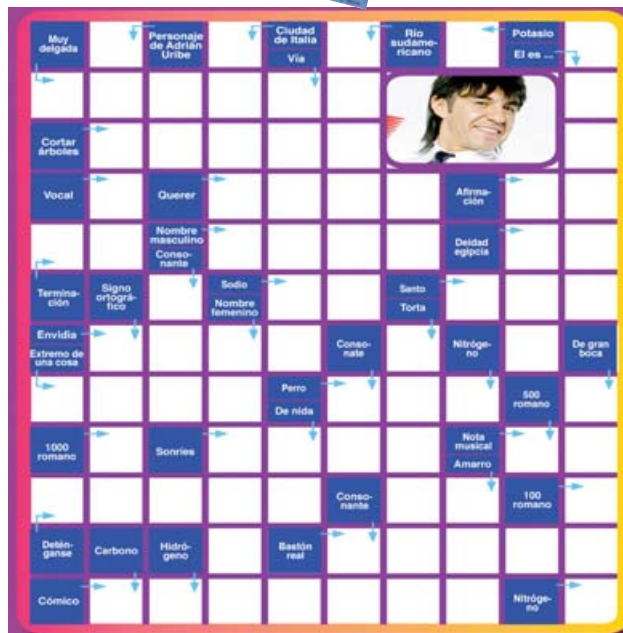 Muy
delgada
Personaje
de Adrián
Uribe
Ciudad
de Italia
Vía
Río
sudame-
ricano
Potasio
El es ...
Cortar
árboles
Vocal
Querer
Afirma-
ción
Nombre
masculino
Conso-
nante
Deidad
egipcia
Termina-
ción
Signo
ortográ-
fico
Sodio
Nombre
femenino
Santo
Torta
Envidia
Extremo de
una cosa
Conso-
nate
Nitróge-
no
De gran
boca
Perro
De nida
500
romano
1000
romano
Sonríes
Nota
musical
Amarro
Conso-
nante
100
romano
Detén-
ganse
Carbono
Hidró-
geno
Bastón
real
Cómico
Nitróge-
no